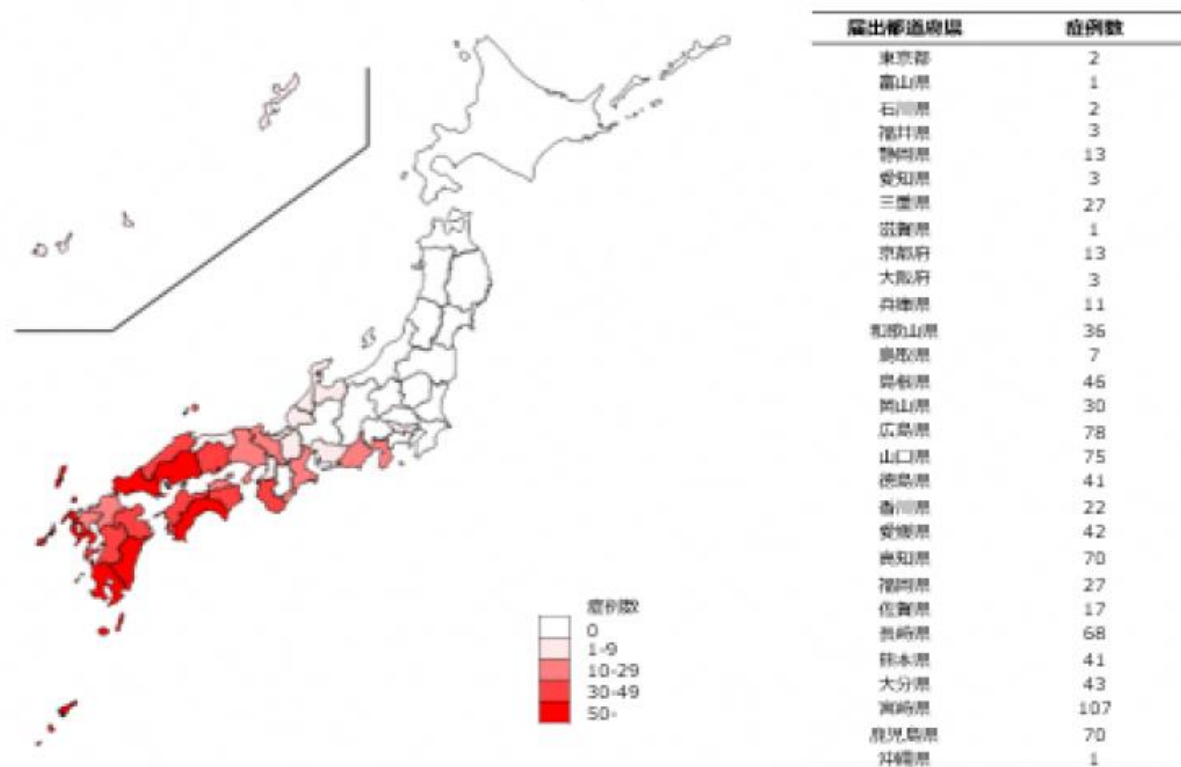 届出都道府県 症例数
東京都 2
富山県 1
石川県 2
福井県 3
静岡県 13
愛知県 3
三重県 27
滋賀県 1
京都府 13
大阪府 3
兵庫県 11
和歌山県 36
鳥取県 7
島根県 46
岡山県 30
広島県 78
山口県 75
徳島県 41
香川県 22
愛媛県 42
高知県 70
福岡県 27
佐賀県 17
長崎県 68
熊本県 41
大分県 43
宮崎県 107
鹿児島県 70
沖縄県 1
症例数
0
1-9
10-29
30-49
50-